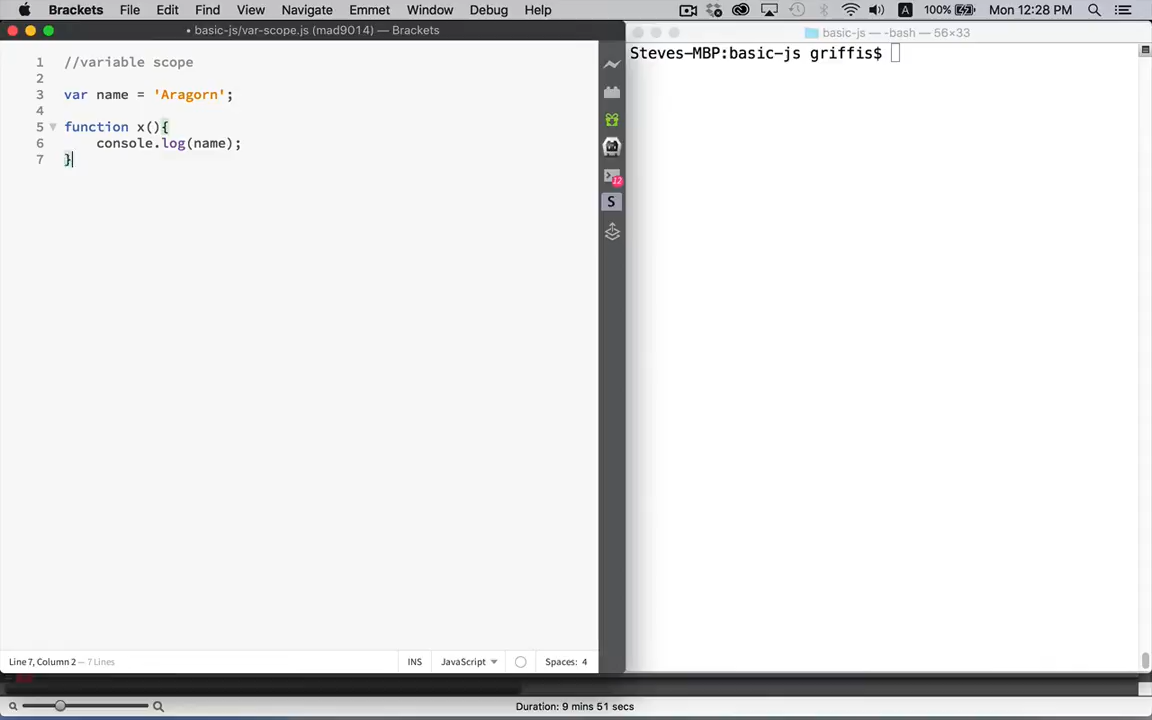 Brackets File Edit Find View Navigate Emmet Window Debug Help A 100% Mon 12:28 PM
• basic-js/var-scope.js (mad9014) — Brackets
basic-js — -bash — 56×33
1 //variable scope
2
3 var name = 'Aragorn';
4
5 function x(){
6 console.log(name);
7 }
12
S
Steves-MBP:basic-js griffis$
Line 7, Column 2 — 7 Lines
INS JavaScript Spaces: 4
Duration: 9 mins 51 secs